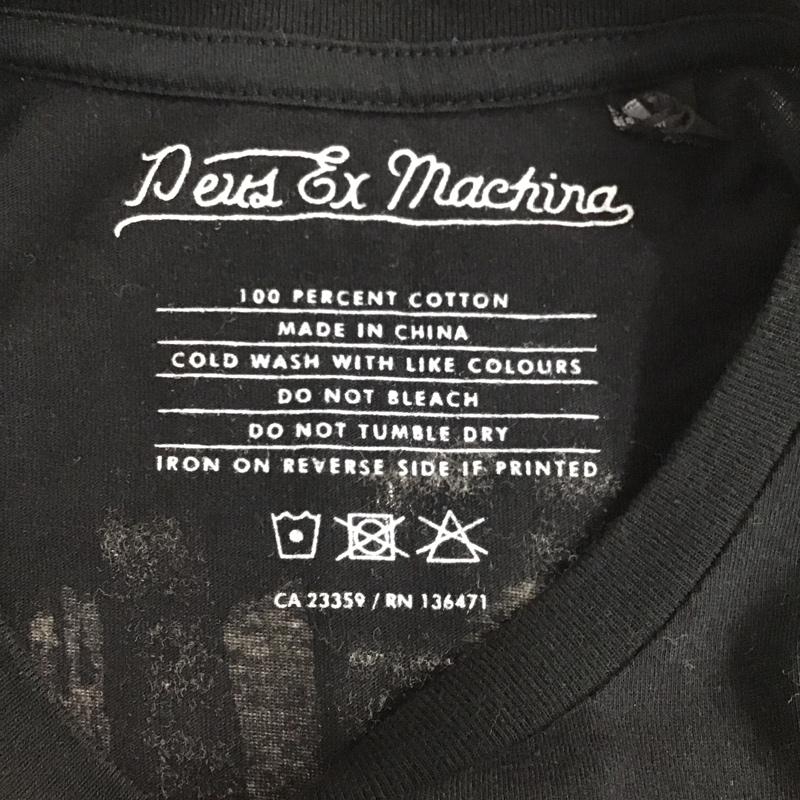 Deus Ex Machina
100 PERCENT COTTON
MADE IN CHINA
COLD WASH WITH LIKE COLOURS
DO NOT BLEACH
DO NOT TUMBLE DRY
IRON ON REVERSE SIDE IF PRINTED
CA 23359 / RN 136471